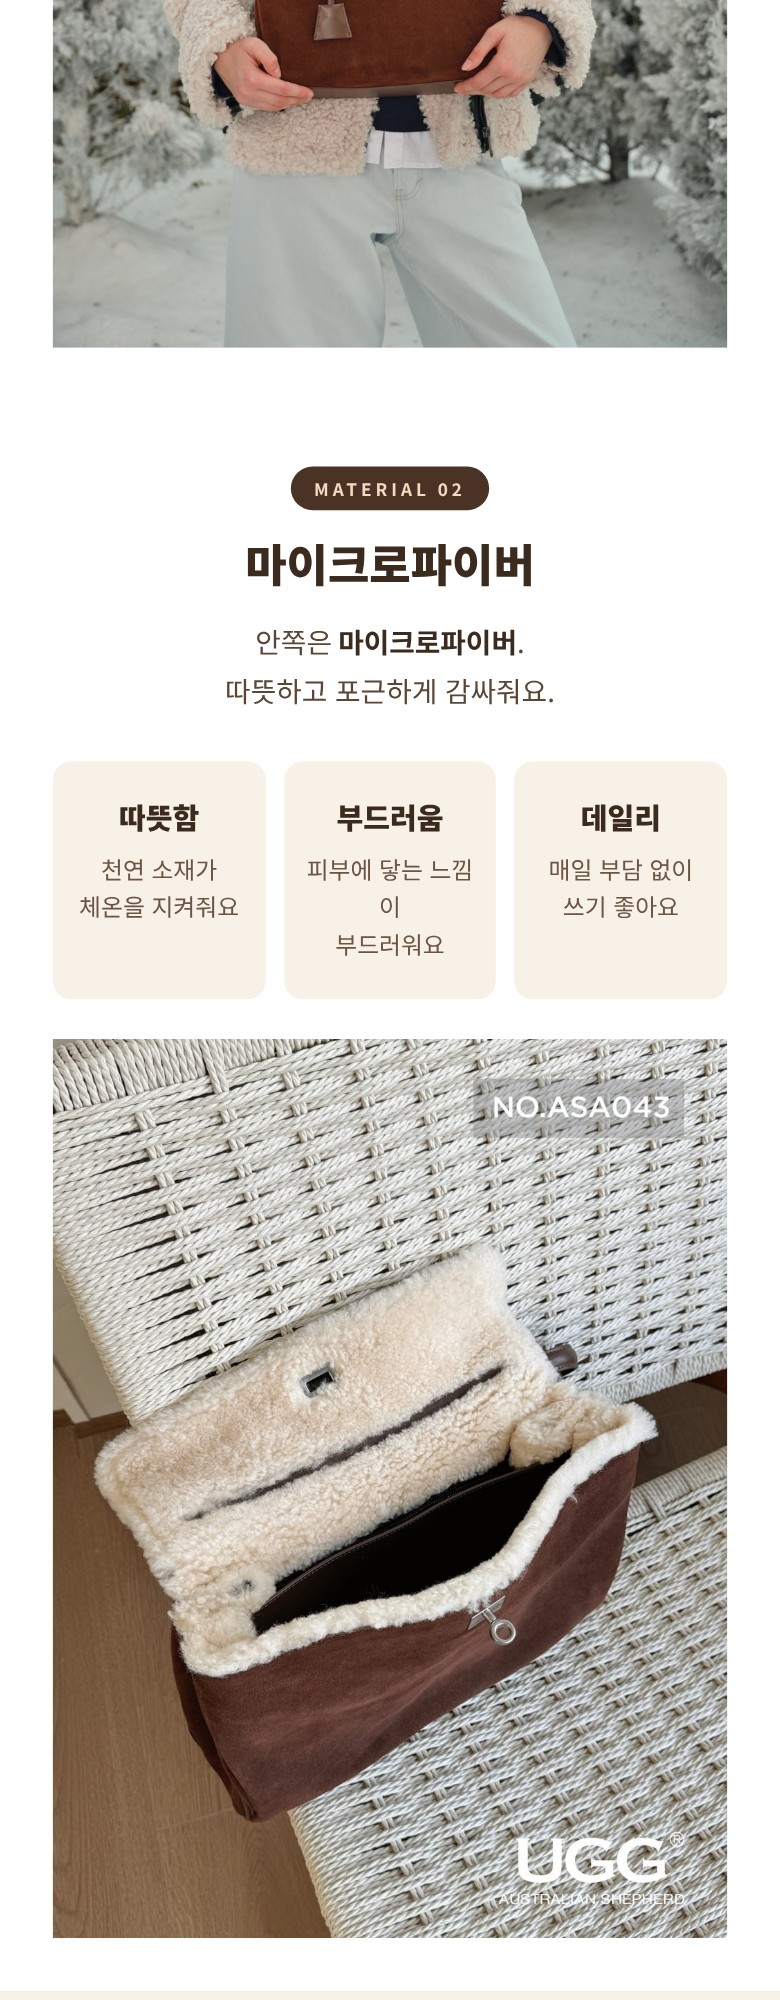 MATERIAL 02
마이크로파이버
안쪽은 마이크로파이버.
따뜻하고 포근하게 감싸줘요.
따뜻함
천연 소재가
체온을 지켜줘요
부드러움
피부에 닿는 느낌
이
부드러워요
데일리
매일 부담 없이
쓰기 좋아요
NO.ASA043
UGG®
AUSTRALIAN SHEPHERD